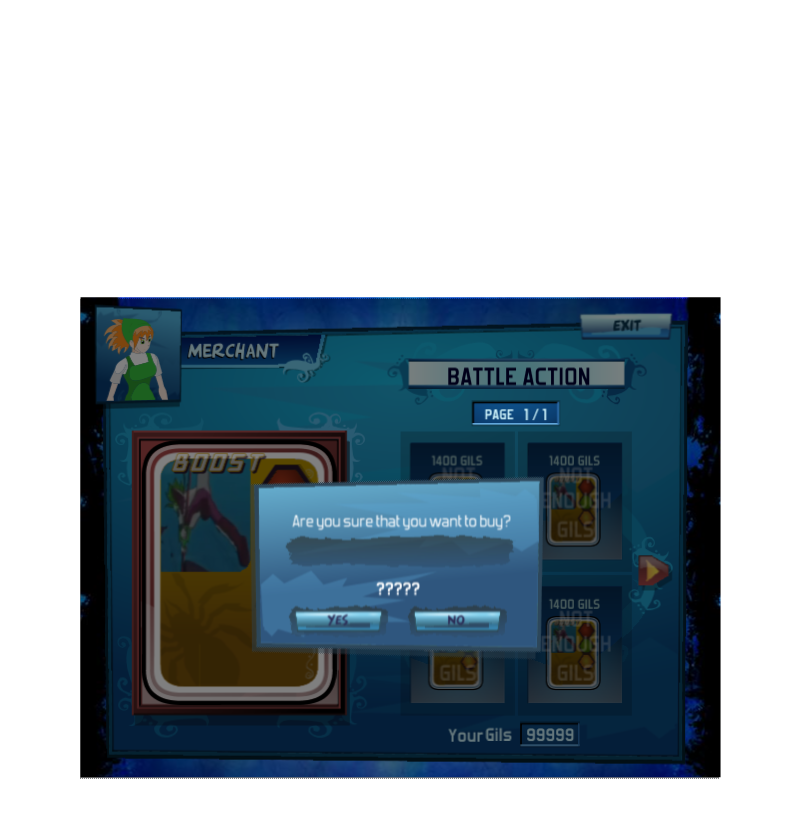 EXIT
MERCHANT
BATTLE ACTION
PAGE 1/1
BOOST
1400 GILS
NOT
1400 GILS
NOT
ENOUGH
GILS
Are you sure that you want to buy?
?????
YES
NO
1400 GILS
NOT
ENOUGH
GILS
GILS
Your Gils 99999